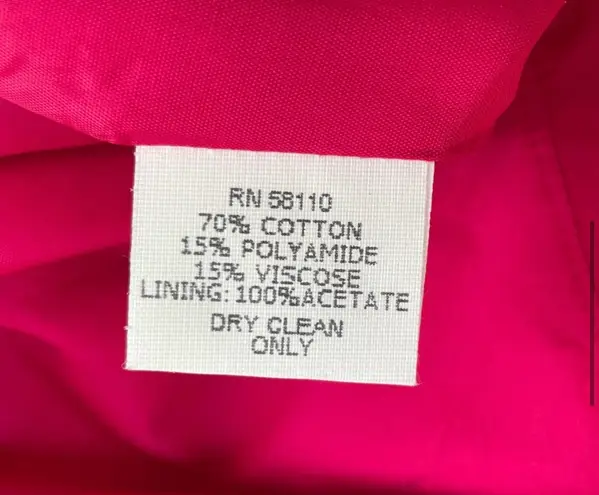 RN 58110
70% COTTON
15% POLYAMIDE
15% VISCOSE
LINING: 100%ACETATE
DRY CLEAN
ONLY